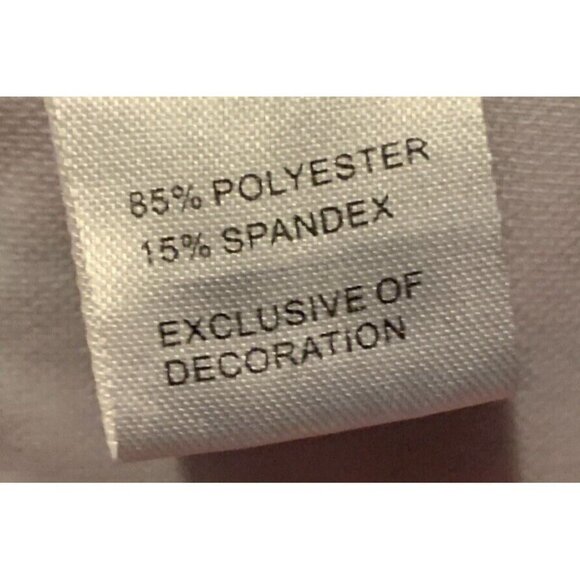 85% POLYESTER
15% SPANDEX
EXCLUSIVE OF
DECORATION